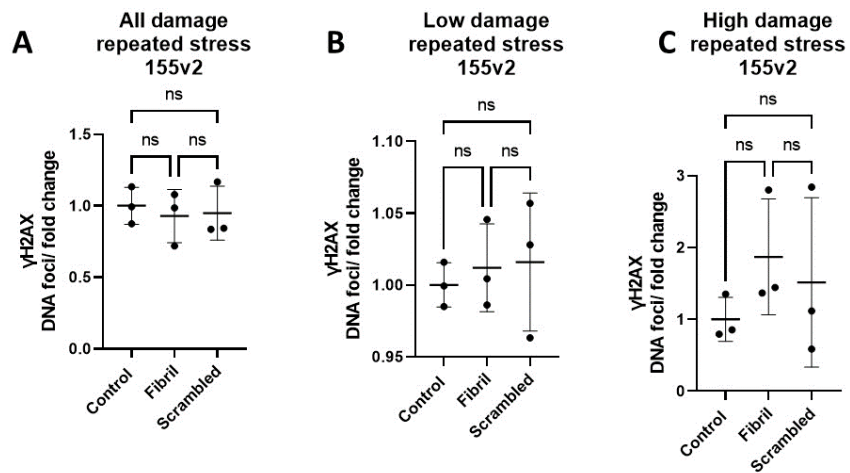 A
All damage
repeated stress
155v2
ns
ns
ns
γH2AX
DNA foci/ fold change
1.5
1.0
0.5
0.0
Control
Fibril
Scrambled
B
Low damage
repeated stress
155v2
ns
ns
ns
γH2AX
DNA foci/ fold change
1.10
1.05
1.00
0.95
Control
Fibril
Scrambled
C
High damage
repeated stress
155v2
ns
ns
ns
γH2AX
DNA foci/ fold change
3
2
1
0
Control
Fibril
Scrambled